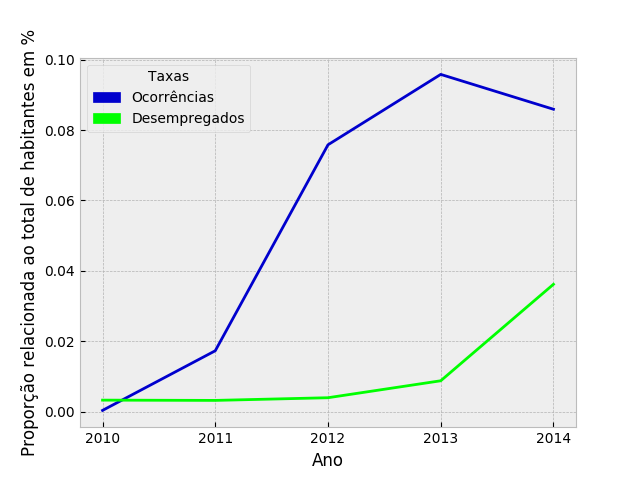 Proporção relacionada ao total de habitantes em %
0.10
0.08
0.06
0.04
0.02
0.00
Taxas
Ocorrências
Desempregados
2010 2011 2012 2013 2014
Ano